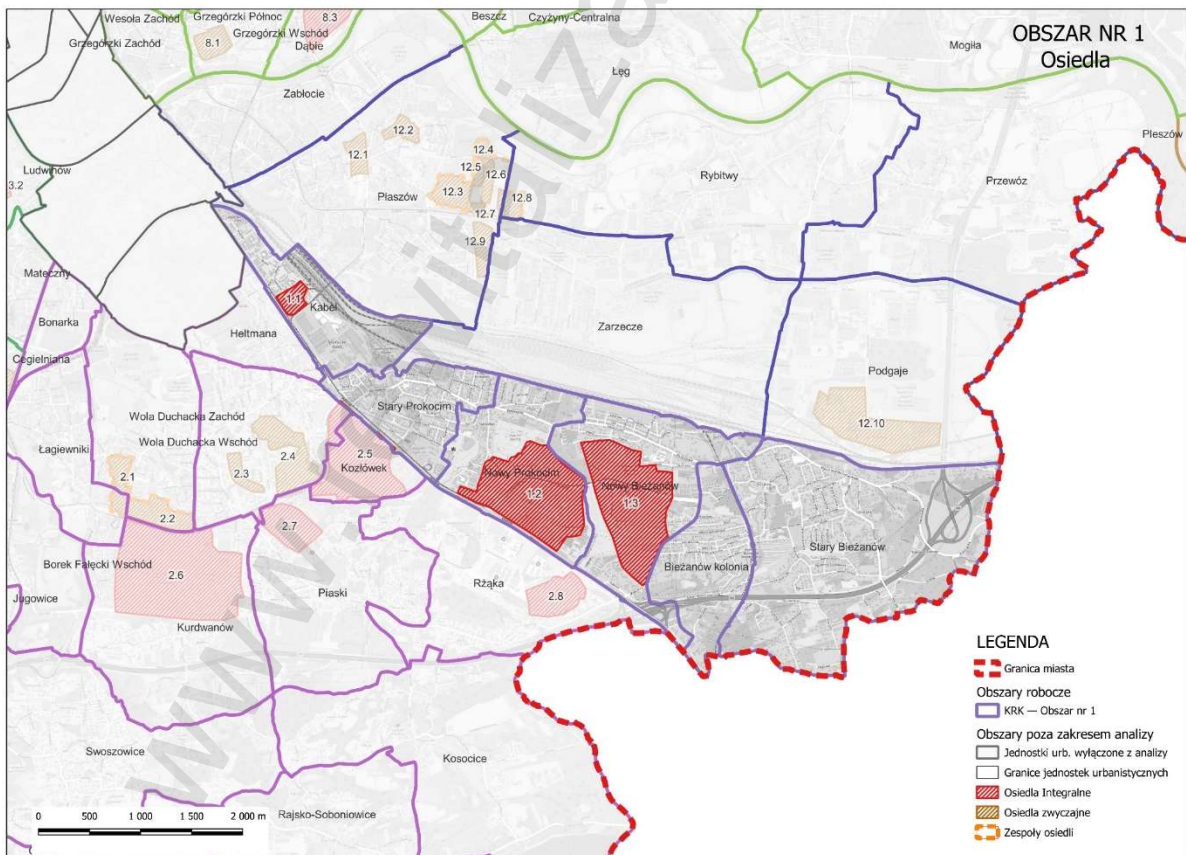 OBSZAR NR 1
Osiedla
Wesoła Zachód
Grzegórzki Północ
8.3
Beszcz
Czyżyny-Centralna
Grzegórzki Zachód
8.1
Grzegórzki Wschód
Dąbie
Mogiła
Łęg
Zabłocie
Pleszów
12.2
12.1
12.4
12.5
12.6
Ludwinów
3.2
Płaszów
12.3
12.8
12.7
12.9
Rybitwy
Przewóz
Mateczny
1.1
Kabel
Bonarka
Heltmana
Zarzecze
Cegielniana
Podgaje
Stary Prokocim
12.10
Wola Duchacka Zachód
Wola Duchacka Wschód
Łagiewniki
2.1
2.3
2.4
2.5
Kozłówek
Nowy Prokocim
1.2
Nowy Bieżanów
1.3
2.2
2.7
Stary Bieżanów
Borek Fałęcki Wschód
2.6
Bieżanów kolonia
Rżąka
2.8
Piaski
Jugowice
Kurdwanów
Swoszowice
Kosocice
Rajsko-Soboniowice
0 500 1 000 1 500 2 000 m
LEGENDA
Granica miasta
Obszary robocze
KRK — Obszar nr 1
Obszary poza zakresem analizy
Jednostki urb. wyłączone z analizy
Granice jednostek urbanistycznych
Osiedla Integralne
Osiedla zwyczajne
Zespoły osiedli